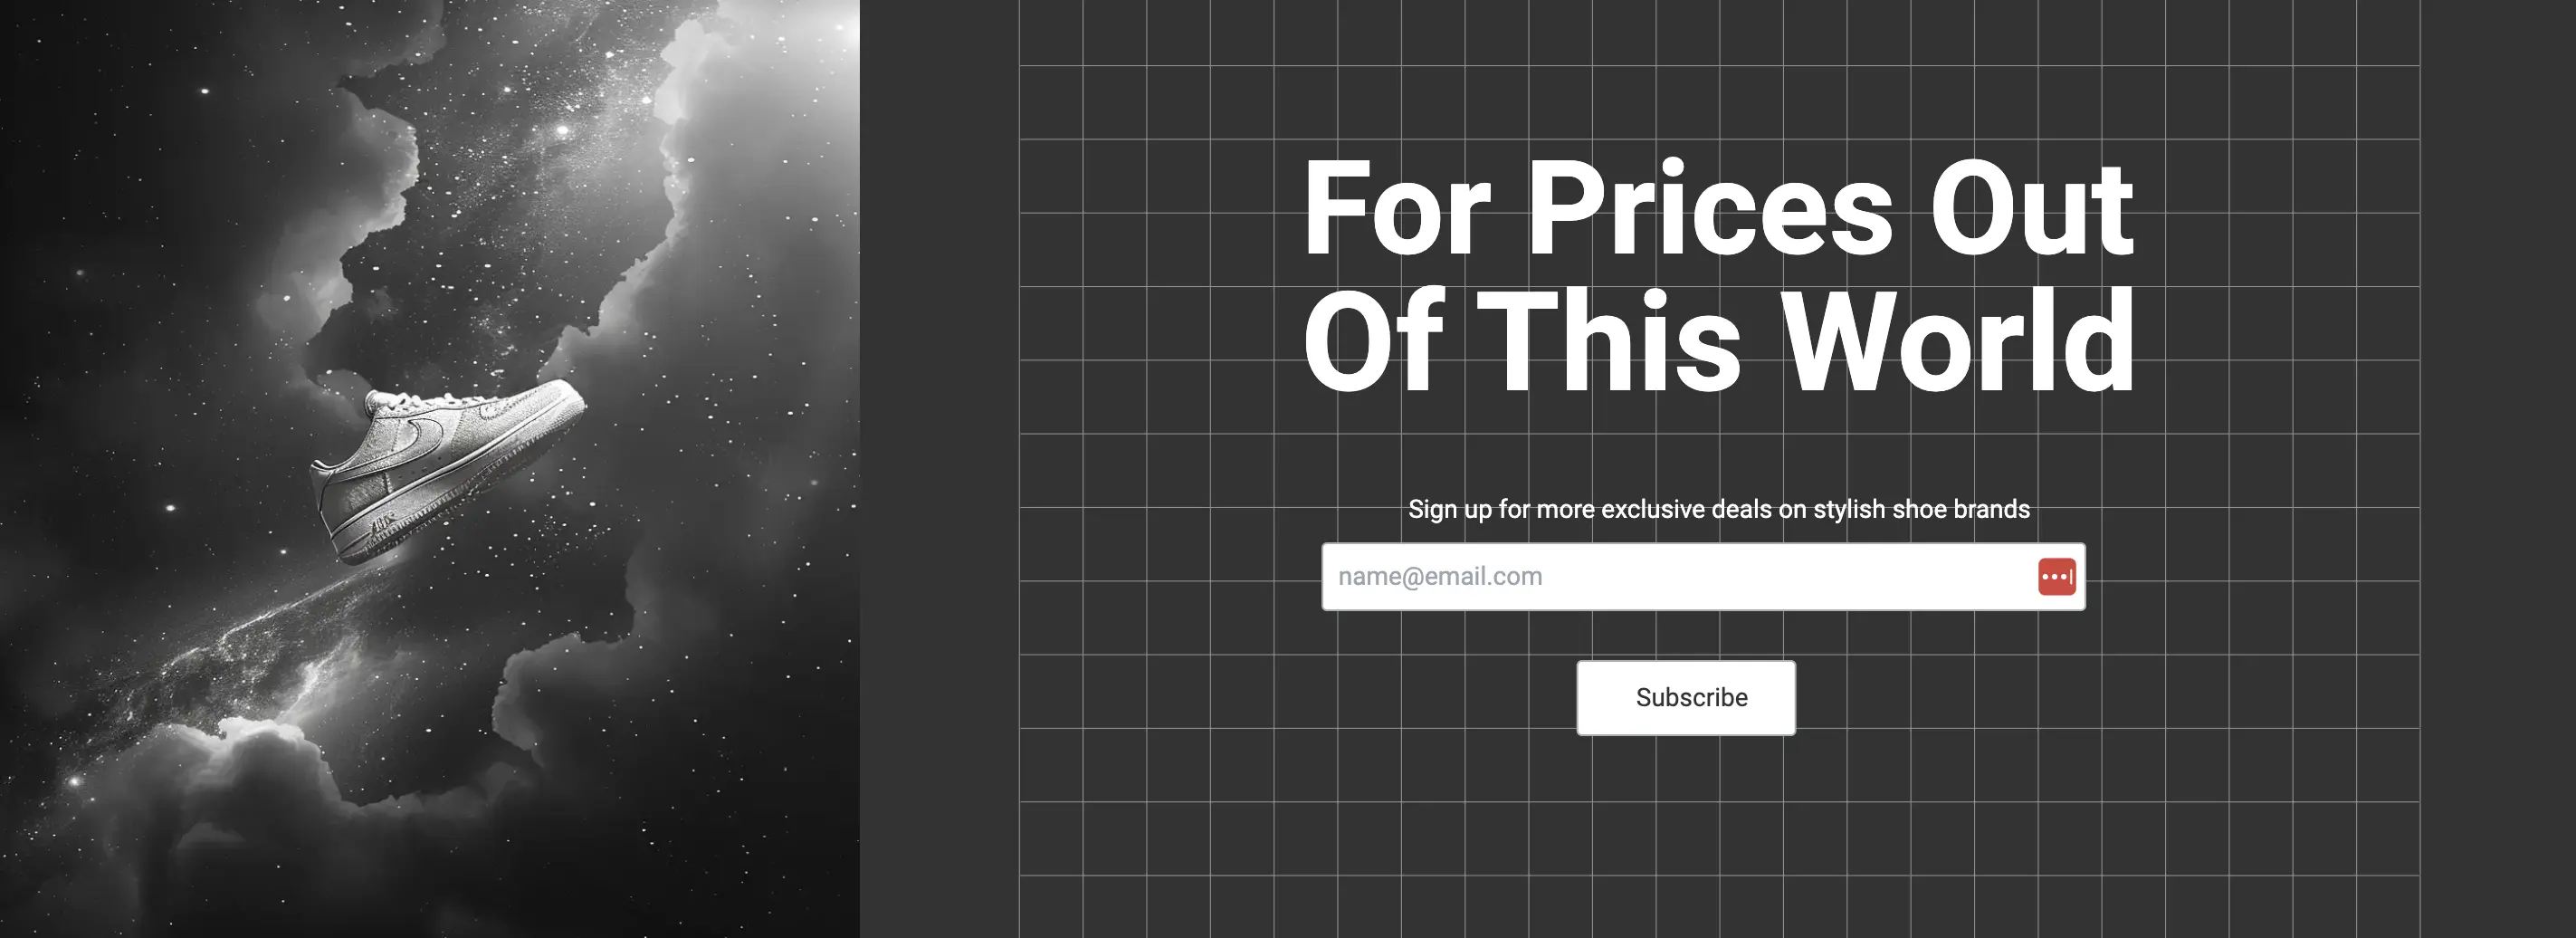 For Prices Out
Of This World
Sign up for more exclusive deals on stylish shoe brands
name@email.com
Subscribe